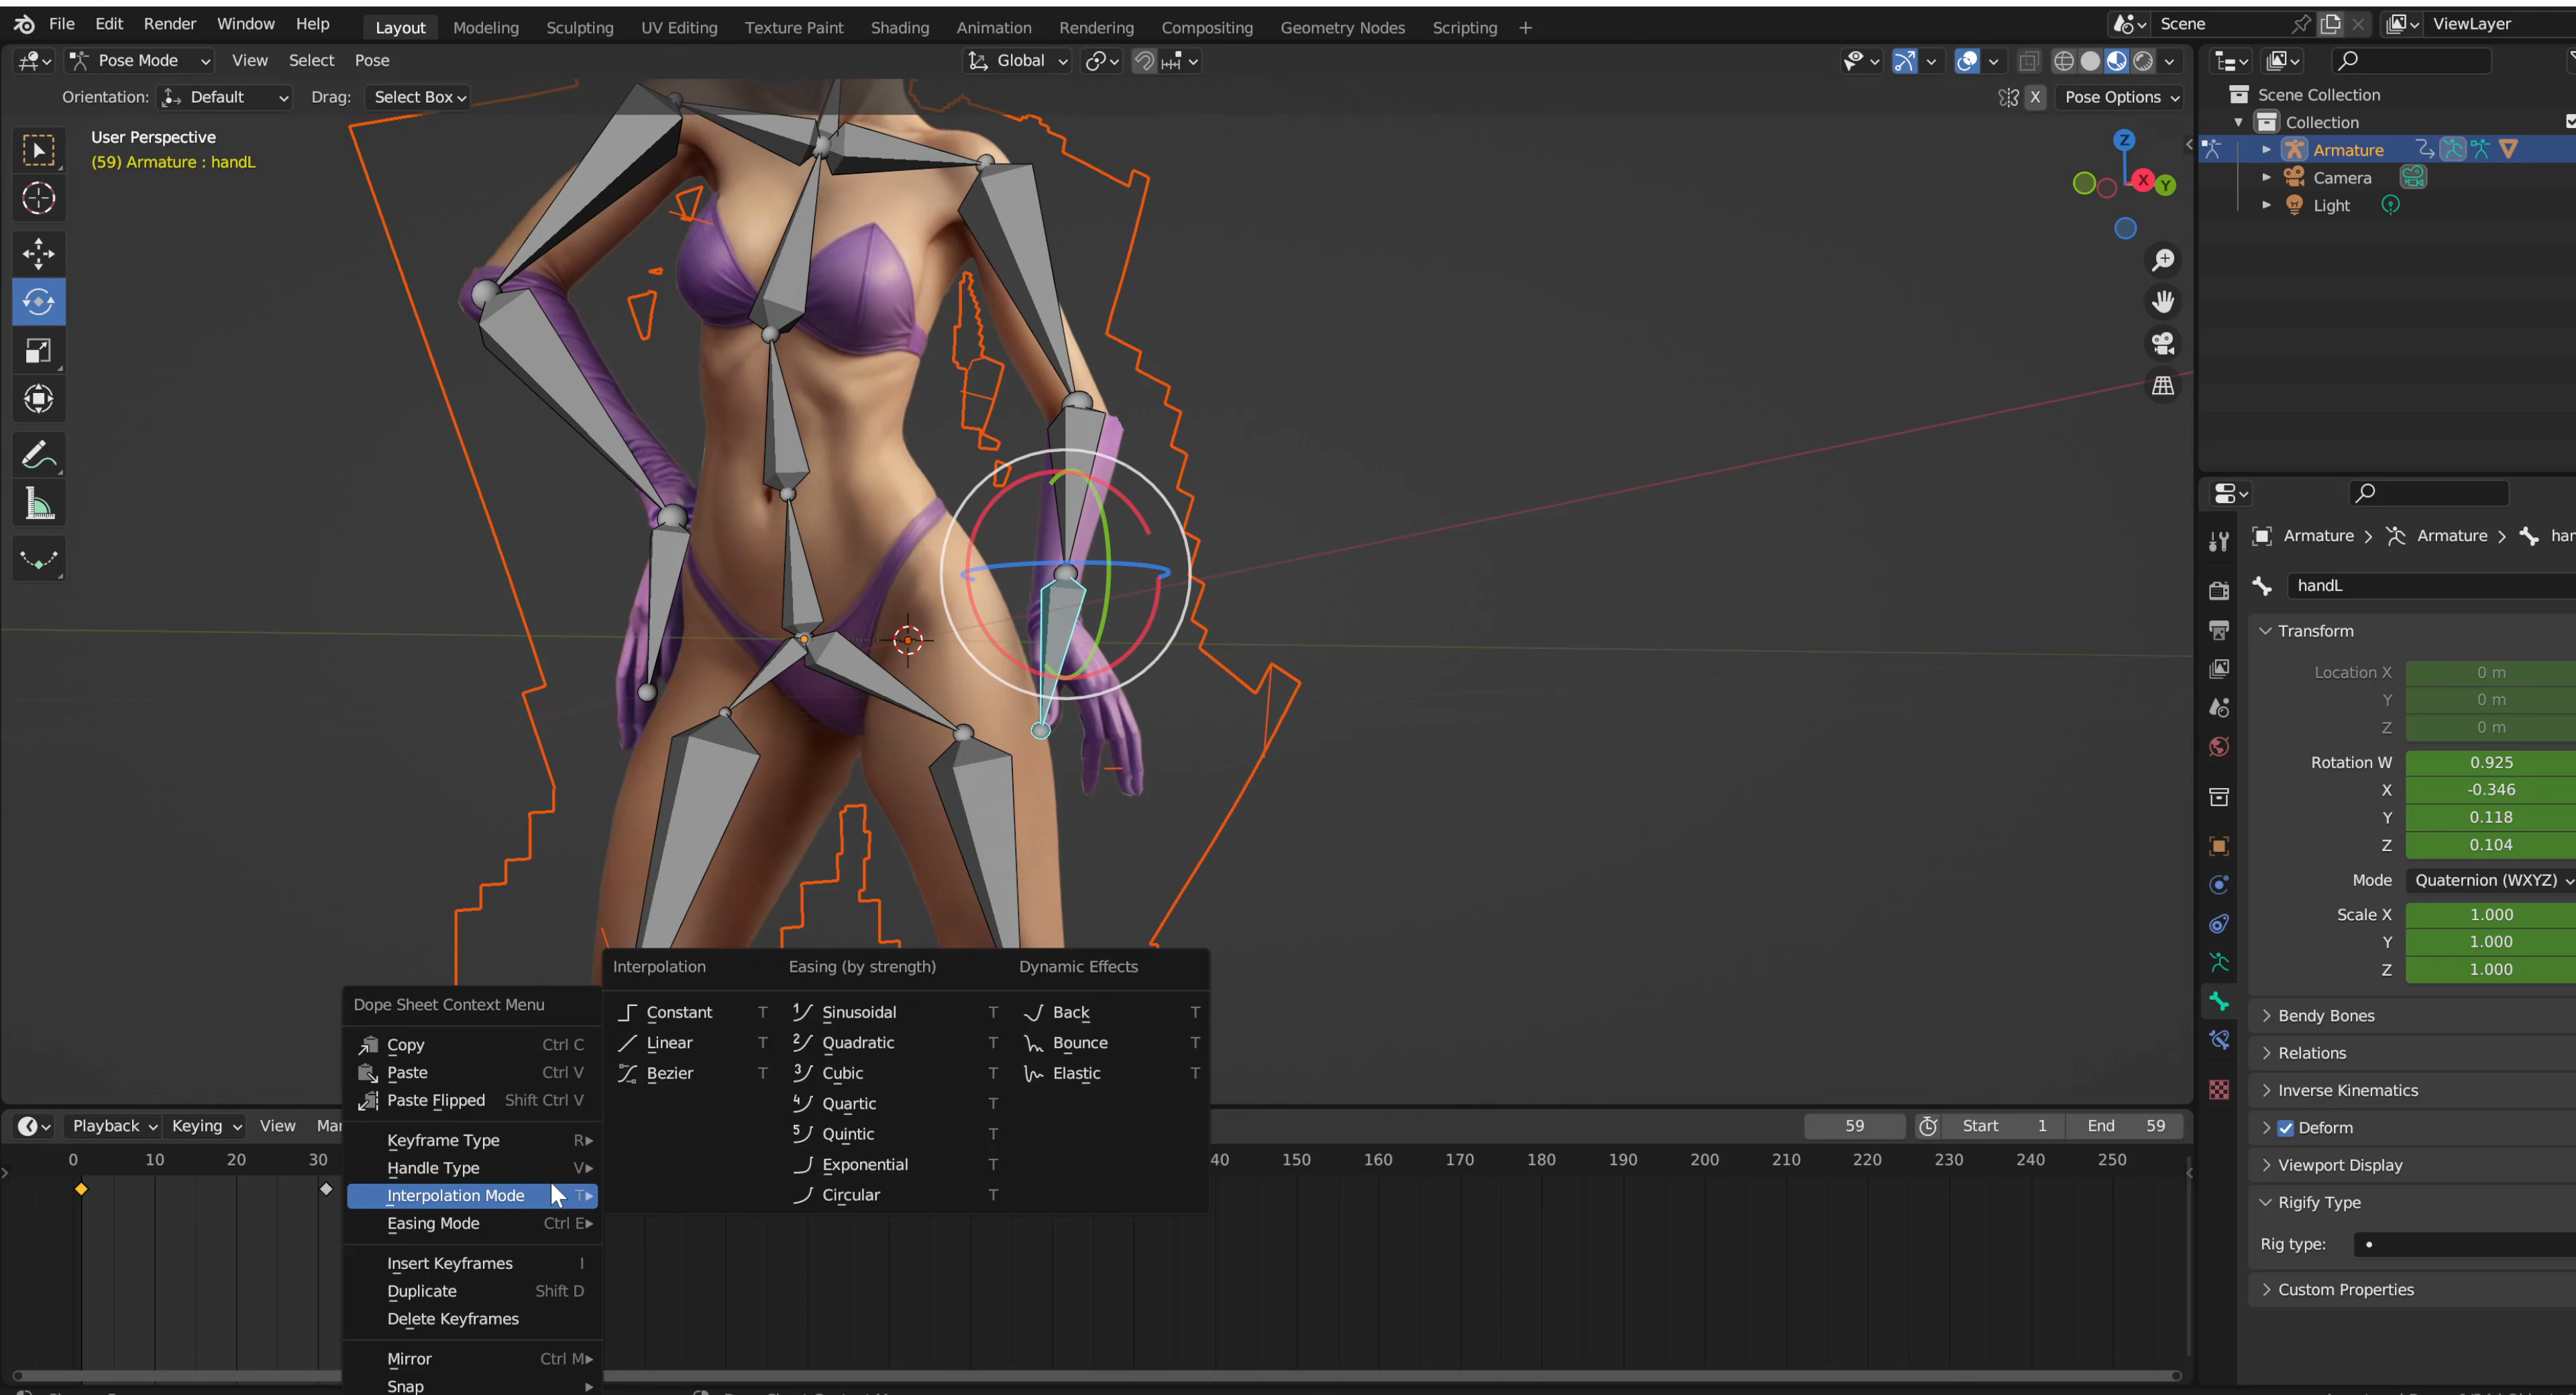 File Edit Render Window Help Layout Modeling Sculpting UV Editing Texture Paint Shading Animation Rendering Compositing Geometry Nodes Scripting + Scene ViewLayer
Pose Mode View Select Pose Global
Orientation: Default Drag: Select Box X Pose Options
User Perspective
(59) Armature : handL
Z
X
Y
Scene Collection
Collection
Armature
Camera
Light
Armature > Armature >
handL
Transform
Location X 0 m
Y 0 m
Z 0 m
Rotation W 0.925
X -0.346
Y 0.118
Z 0.104
Mode Quaternion (WXYZ)
Scale X 1.000
Y 1.000
Z 1.000
Bendy Bones
Relations
Inverse Kinematics
Deform
Viewport Display
Rigify Type
Rig type:
Custom Properties
Interpolation Easing (by strength) Dynamic Effects
Constant T Sinusoidal T Back T
Linear T Quadratic T Bounce T
Bezier T Cubic T Elastic T
Quartic T
Quintic T
Exponential T
Circular T
Dope Sheet Context Menu
Copy Ctrl C
Paste Ctrl V
Paste Flipped Shift Ctrl V
Keyframe Type R
Handle Type V
Interpolation Mode T
Easing Mode Ctrl E
Insert Keyframes I
Duplicate Shift D
Delete Keyframes
Mirror Ctrl M
Snap
Playback Keying View 59 Start 1 End 59
0 10 20 30 40 150 160 170 180 190 200 210 220 230 240 250